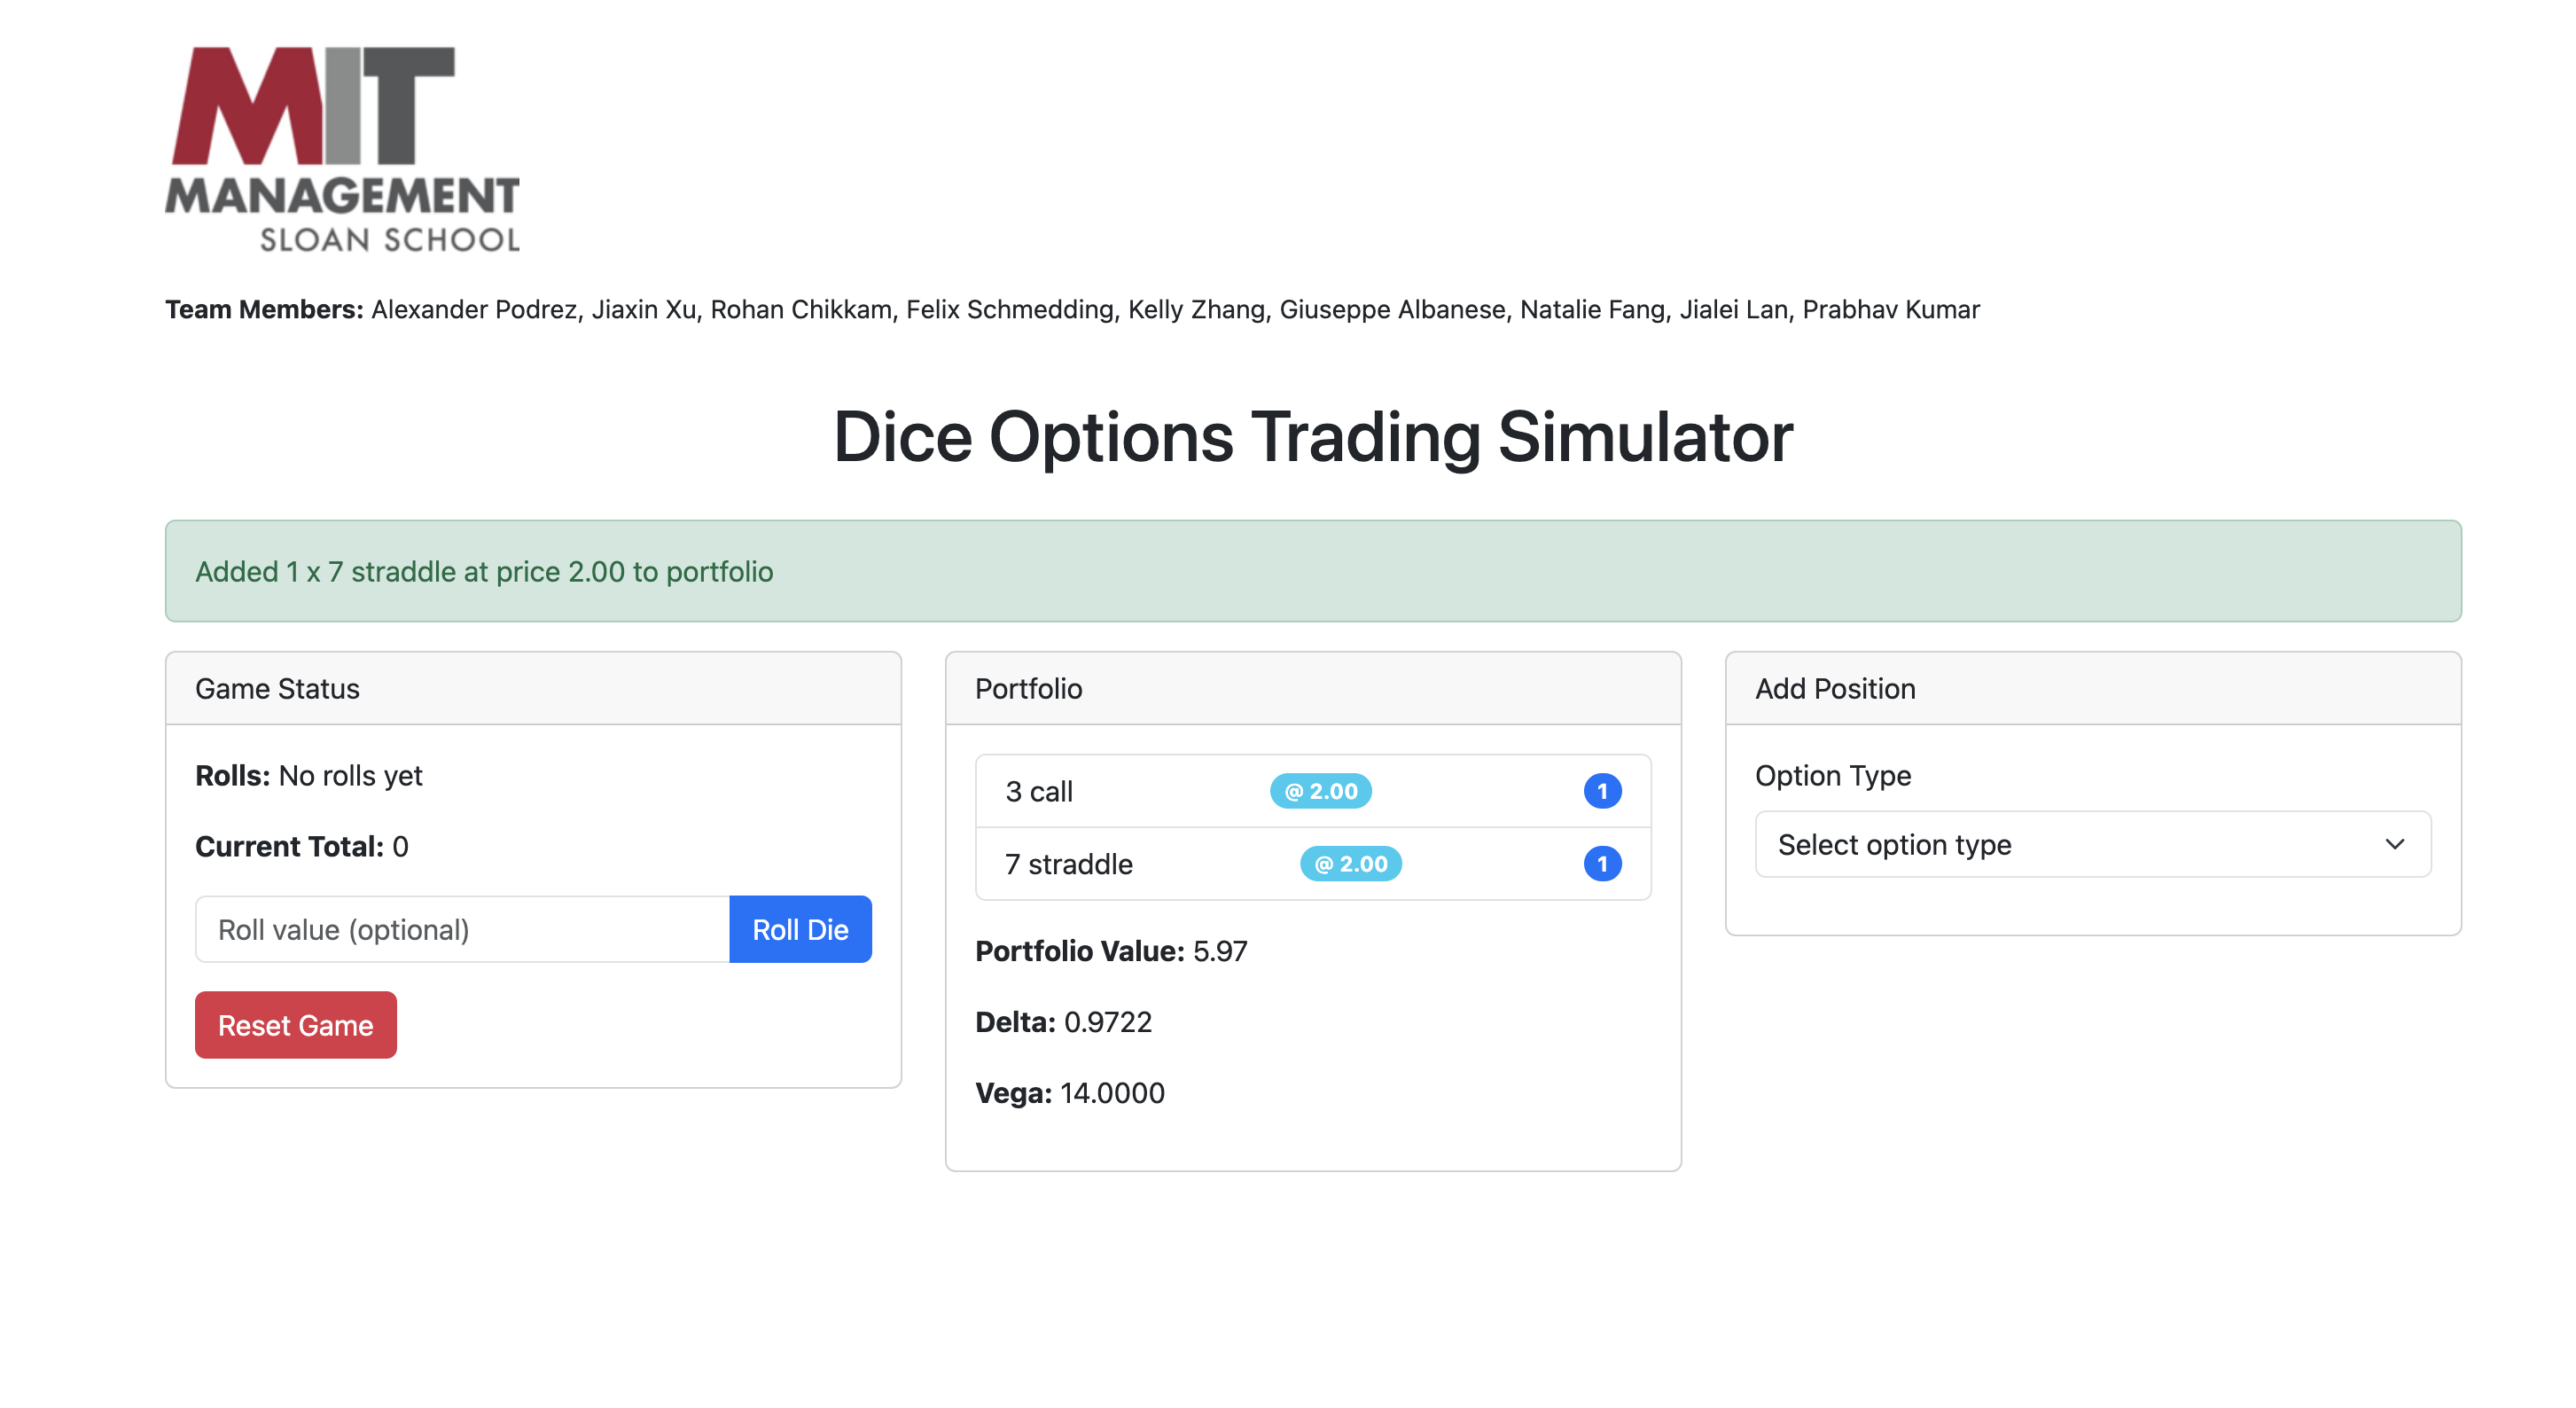 MIT
MANAGEMENT
SLOAN SCHOOL
Team Members: Alexander Podrez, Jiaxin Xu, Rohan Chikkam, Felix Schmedding, Kelly Zhang, Giuseppe Albanese, Natalie Fang, Jialei Lan, Prabhav Kumar
Dice Options Trading Simulator
Added 1 x 7 straddle at price 2.00 to portfolio
Game Status
Rolls: No rolls yet
Current Total: 0
Roll value (optional)
Roll Die
Reset Game
Portfolio
3 call @ 2.00 1
7 straddle @ 2.00 1
Portfolio Value: 5.97
Delta: 0.9722
Vega: 14.0000
Add Position
Option Type
Select option type